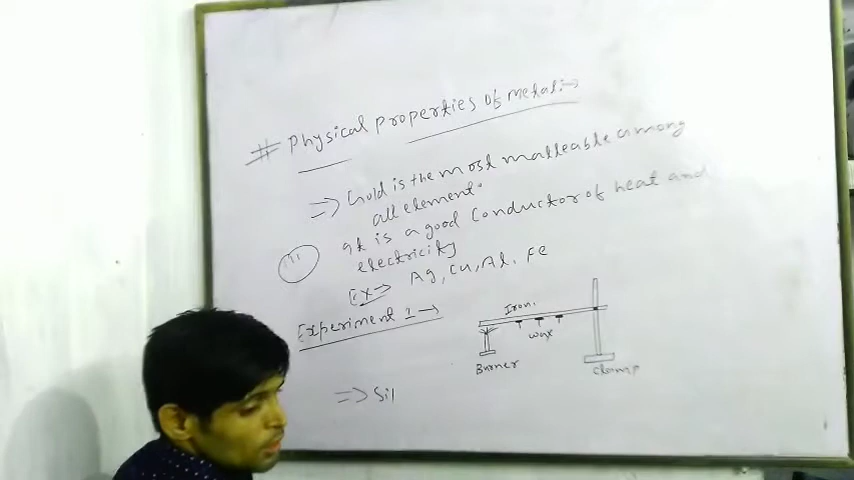 # Physical properties of metal:→
⇒ Gold is the most malleable among
all element.
(iii) It is a good conductor of heat and
electricity
Ex→ Ag, Cu, Al, Fe
Experiment 1→
Iron.
wax
Burner
clamp
⇒ Sil